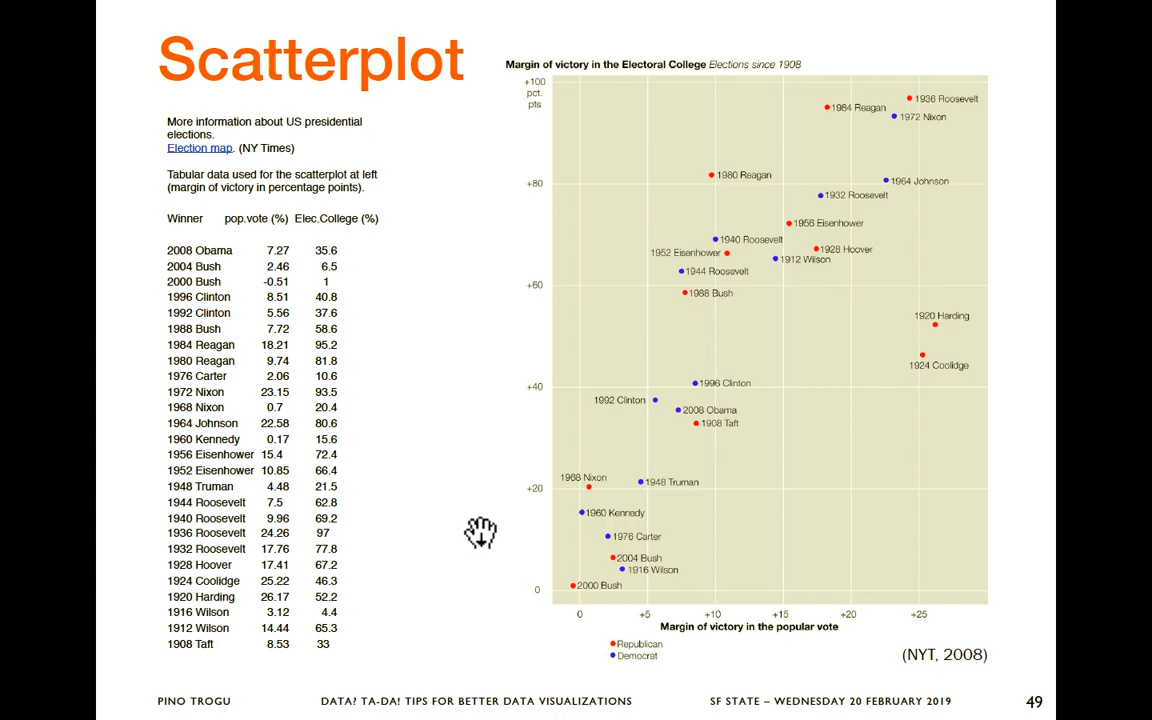 Scatterplot
More information about US presidential
elections.
Election map. (NY Times)
Tabular data used for the scatterplot at left
(margin of victory in percentage points).
Winner pop.vote (%) Elec.College (%)
2008 Obama 7.27 35.6
2004 Bush 2.46 6.5
2000 Bush -0.51 1
1996 Clinton 8.51 40.8
1992 Clinton 5.56 37.6
1988 Bush 7.72 58.6
1984 Reagan 18.21 95.2
1980 Reagan 9.74 81.8
1976 Carter 2.06 10.6
1972 Nixon 23.15 93.5
1968 Nixon 0.7 20.4
1964 Johnson 22.58 80.6
1960 Kennedy 0.17 15.6
1956 Eisenhower 15.4 72.4
1952 Eisenhower 10.85 66.4
1948 Truman 4.48 21.5
1944 Roosevelt 7.5 62.8
1940 Roosevelt 9.96 69.2
1936 Roosevelt 24.26 97
1932 Roosevelt 17.76 77.8
1928 Hoover 17.41 67.2
1924 Coolidge 25.22 46.3
1920 Harding 26.17 52.2
1916 Wilson 3.12 4.4
1912 Wilson 14.44 65.3
1908 Taft 8.53 33
Margin of victory in the Electoral College Elections since 1908
+100
pct.
pts
1936 Roosevelt
1984 Reagan
1972 Nixon
1980 Reagan
+80
1964 Johnson
1932 Roosevelt
1956 Eisenhower
1940 Roosevelt
1928 Hoover
1952 Eisenhower
1912 Wilson
1944 Roosevelt
+60
1988 Bush
1920 Harding
1924 Coolidge
+40
1996 Clinton
1992 Clinton
2008 Obama
1908 Taft
1968 Nixon
1948 Truman
+20
1960 Kennedy
1976 Carter
2004 Bush
1916 Wilson
2000 Bush
0
0 +5 +10 +15 +20 +25
Margin of victory in the popular vote
Republican
Democrat
(NYT, 2008)
PINO TROGU DATA? TA-DA! TIPS FOR BETTER DATA VISUALIZATIONS SF STATE – WEDNESDAY 20 FEBRUARY 2019 49